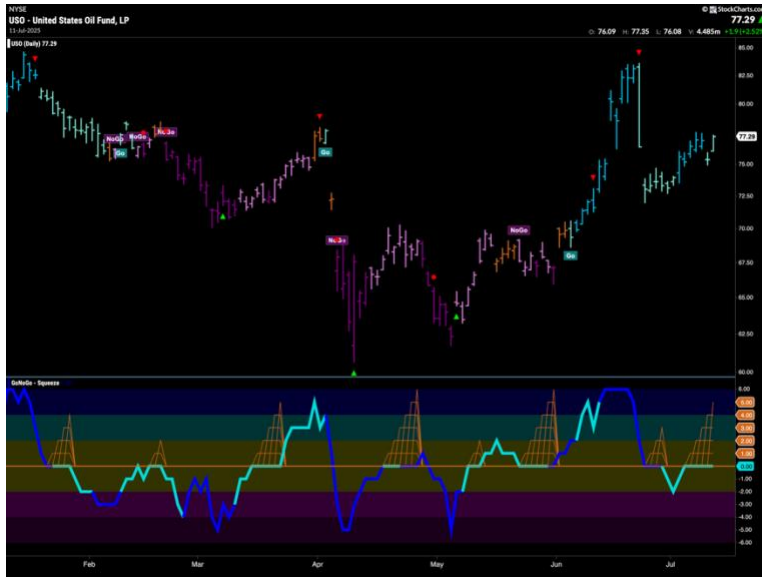 NYSE
© StockCharts.com
USO - United States Oil Fund, LP
77.29
11-Jul-2025
O: 76.09 H: 77.35 L: 76.08 V: 4.485m +1.9 (+2.52%
USO (Daily) 77.29
85.00
82.50
80.00
77.29
75.00
72.50
70.00
67.50
65.00
62.50
60.00
NoGo
NoGo
NoGo
Go
Go
NoGo
NoGo
Go
GoNoGo - Squeeze
6.00
5.00
4.00
3.00
2.00
1.00
0.00
-1.00
-2.00
-3.00
-4.00
-5.00
-6.00
Feb Mar Apr May Jun Jul